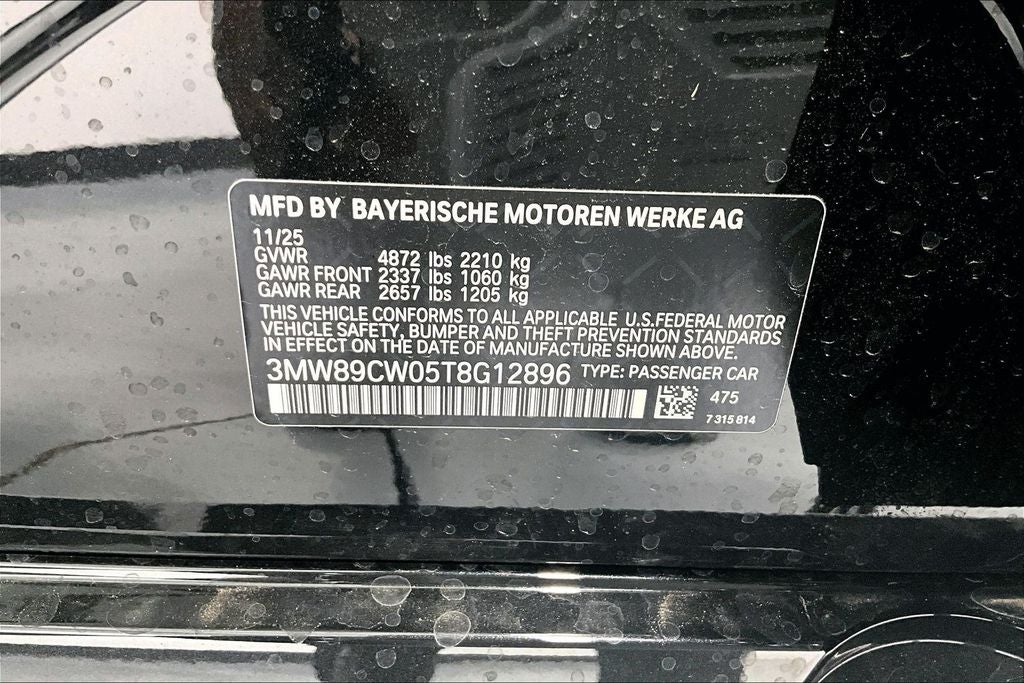 MFD BY BAYERISCHE MOTOREN WERKE AG
11/25
GVWR 4872 lbs 2210 kg
GAWR FRONT 2337 lbs 1060 kg
GAWR REAR 2657 lbs 1205 kg
THIS VEHICLE CONFORMS TO ALL APPLICABLE U.S.FEDERAL MOTOR
VEHICLE SAFETY, BUMPER AND THEFT PREVENTION STANDARDS
IN EFFECT ON THE DATE OF MANUFACTURE SHOWN ABOVE.
3MW89CW05T8G12896 TYPE: PASSENGER CAR
475
7 315 814